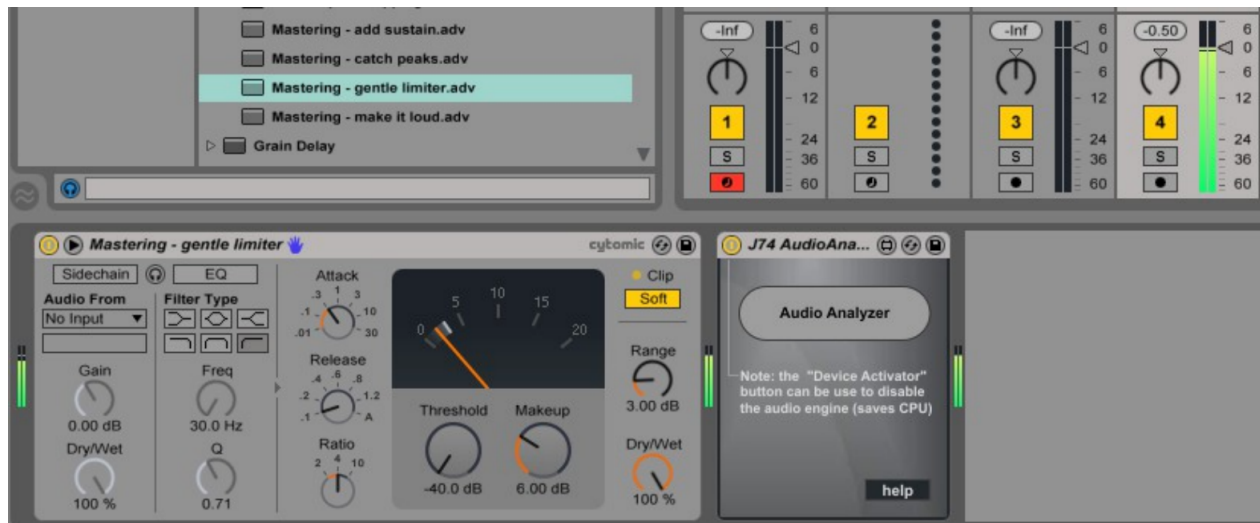 Mastering - add sustain.adv
Mastering - catch peaks.adv
Mastering - gentle limiter.adv
Mastering - make it loud.adv
Grain Delay
-Inf
6
0
6
12
24
36
60
1
S
2
S
-Inf
6
0
6
12
24
36
60
3
S
-0.50
6
0
6
12
24
36
60
4
S
Mastering - gentle limiter
cytomic
Sidechain
EQ
Audio From
No Input
Filter Type
Gain
0.00 dB
Dry/Wet
100 %
Freq
30.0 Hz
Q
0.71
Attack
.01 .1 .3 1 3 10 30
Release
.1 .2 .4 .6 .8 1.2 A
Ratio
2 4 10
0 5 10 15 20
Threshold
-40.0 dB
Makeup
6.00 dB
Clip
Soft
Range
3.00 dB
Dry/Wet
100 %
J74 AudioAna...
Audio Analyzer
Note: the "Device Activator"
button can be use to disable
the audio engine (saves CPU)
help